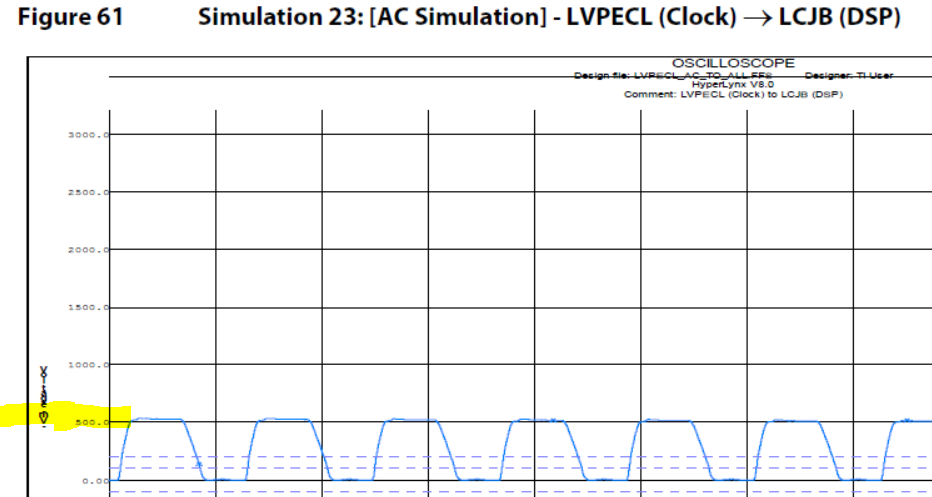 Figure 61 Simulation 23: [AC Simulation] - LVPECL (Clock) → LCJB (DSP)
OSCILLOSCOPE
Design file: LVPECL_AC_TO_ALL.FFS Designer: TI User
HyperLynx V8.0
Comment: LVPECL (Clock) to LCJB (DSP)
3000.0
2500.0
2000.0
1500.0
1000.0
500.0
0.00